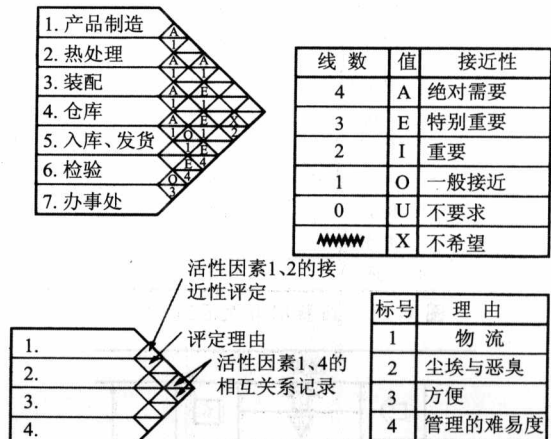 1. 产品制造
2. 热处理
3. 装配
4. 仓库
5. 入库、发货
6. 检验
7. 办事处
线 数 值 接近性
4 A 绝对需要
3 E 特别重要
2 I 重要
1 O 一般接近
0 U 不要求
X 不希望
活性因素1、2的接
近性评定
评定理由
活性因素1、4的
相互关系记录
1.
2.
3.
4.
标号 理 由
1 物 流
2 尘埃与恶臭
3 方便
4 管理的难易度